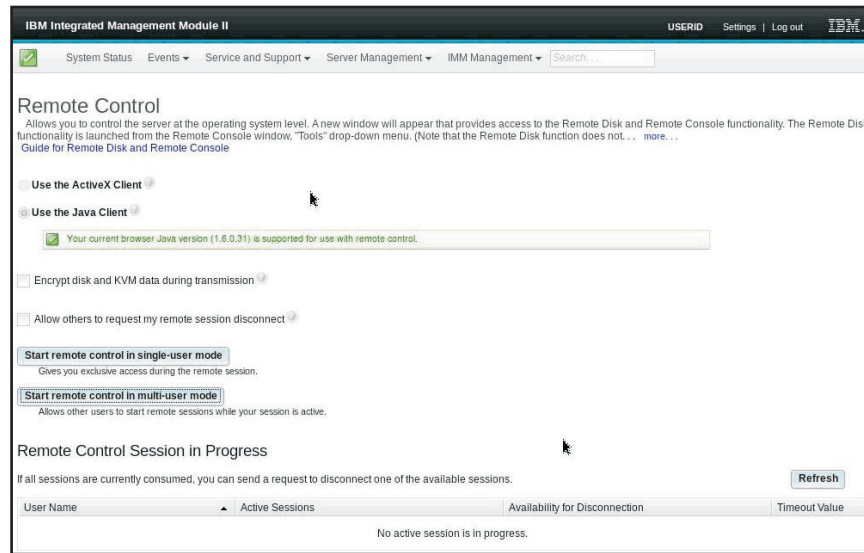 IBM Integrated Management Module II USERID Settings | Log out IBM.
System Status Events Service and Support Server Management IMM Management Search...
Remote Control
Allows you to control the server at the operating system level. A new window will appear that provides access to the Remote Disk and Remote Console functionality. The Remote Dis
functionality is launched from the Remote Console window, "Tools" drop-down menu. (Note that the Remote Disk function does not. . . more. . .
Guide for Remote Disk and Remote Console
Use the ActiveX Client
Use the Java Client
Your current browser Java version (1.6.0.31) is supported for use with remote control.
Encrypt disk and KVM data during transmission
Allow others to request my remote session disconnect
Start remote control in single-user mode
Gives you exclusive access during the remote session.
Start remote control in multi-user mode
Allows other users to start remote sessions while your session is active.
Remote Control Session in Progress
If all sessions are currently consumed, you can send a request to disconnect one of the available sessions. Refresh
User Name Active Sessions Availability for Disconnection Timeout Value
No active session is in progress.